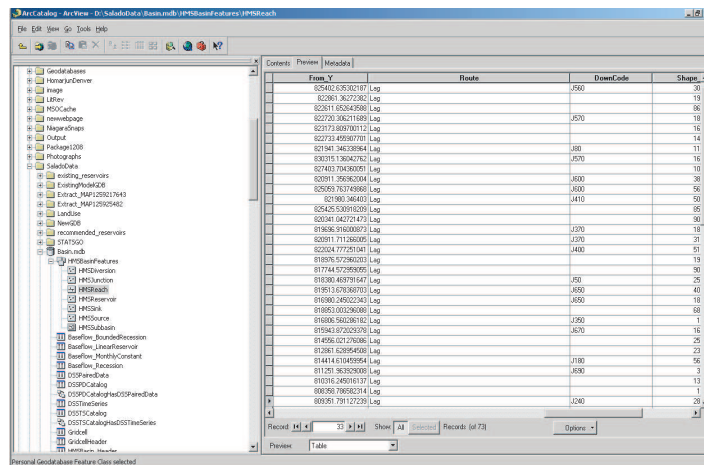 ArcCatalog - ArcView - D:\SaladoData\Basin.mdb\HMSBasinFeatures\HMSReach
File Edit View Go Tools Help
Geodatabases
HomarjunDenver
image
LitRev
MSOCache
newwebpage
NiagaraSnaps
Output
Package1208
Photographs
SaladoData
existing_reservoirs
ExistingModelGDB
Extract_MAP1259217643
Extract_MAP125925482
LandUse
NewGDB
recommended_reservoirs
STATSGO
Basin.mdb
HMSBasinFeatures
HMSDiversion
HMSJunction
HMSReach
HMSReservoir
HMSSink
HMSSource
HMSSubbasin
Baseflow_BoundedRecession
Baseflow_LinearReservoir
Baseflow_MonthlyConstant
Baseflow_Recession
DSSPairedData
DSSPDCatalog
DSSPDCatalogHasDSSPairedData
DSSTimeSeries
DSSTSCatalog
DSSTSCatalogHasDSSTimeSeries
Gridcell
GridcellHeader
HMSBasin_Header
Contents Preview Metadata
From_Y Route DownCode Shape_
825402.635302187 Lag J560 30
822861.36272382 Lag 19
822611.652643588 Lag 86
822720.306211689 Lag J570 18
823173.809700112 Lag 16
822733.455907701 Lag 14
821941.346338964 Lag J80 11
830315.136042762 Lag J570 16
827403.704360051 Lag 10
820911.356962004 Lag J600 38
825059.763749868 Lag J600 56
821980.346403 Lag J410 50
825425.530918209 Lag 85
820341.042721473 Lag 90
819696.916000873 Lag J370 18
820911.711266005 Lag J370 31
822024.777251041 Lag J400 51
818976.572960203 Lag 19
817744.572959055 Lag 90
818380.469791647 Lag J50 25
819513.678368703 Lag J650 40
816980.245022343 Lag J650 18
818853.003296088 Lag 68
816806.560286182 Lag J350 1
815943.872029378 Lag J670 16
814556.021276086 Lag 25
812861.628954508 Lag 23
814414.610459954 Lag J180 56
811251.963929008 Lag J690 3
810316.245016137 Lag 13
808358.786582314 Lag 1
809351.791127239 Lag J240 28
Record: 33 Show: All Selected Records (of 73) Options
Preview: Table
Personal Geodatabase Feature Class selected